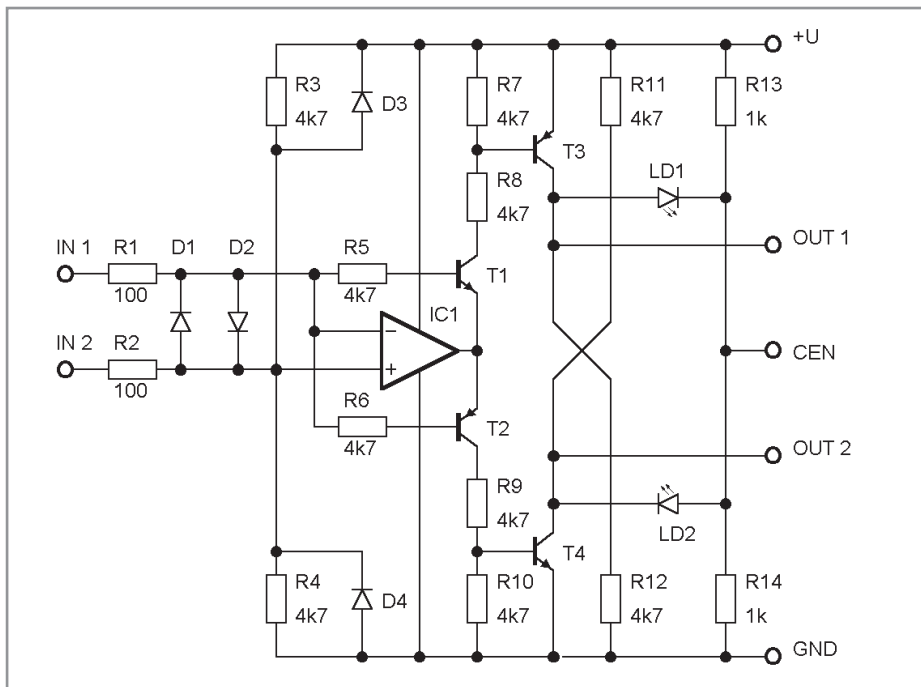 +U
R3
4k7
D3
R7
4k7
R11
4k7
R13
1k
T3
R8
4k7
LD1
IN 1
R1
100
D1
D2
R5
4k7
T1
OUT 1
IC1
IN 2
R2
100
−
+
CEN
R6
4k7
T2
OUT 2
R9
4k7
LD2
T4
R4
4k7
D4
R10
4k7
R12
4k7
R14
1k
GND